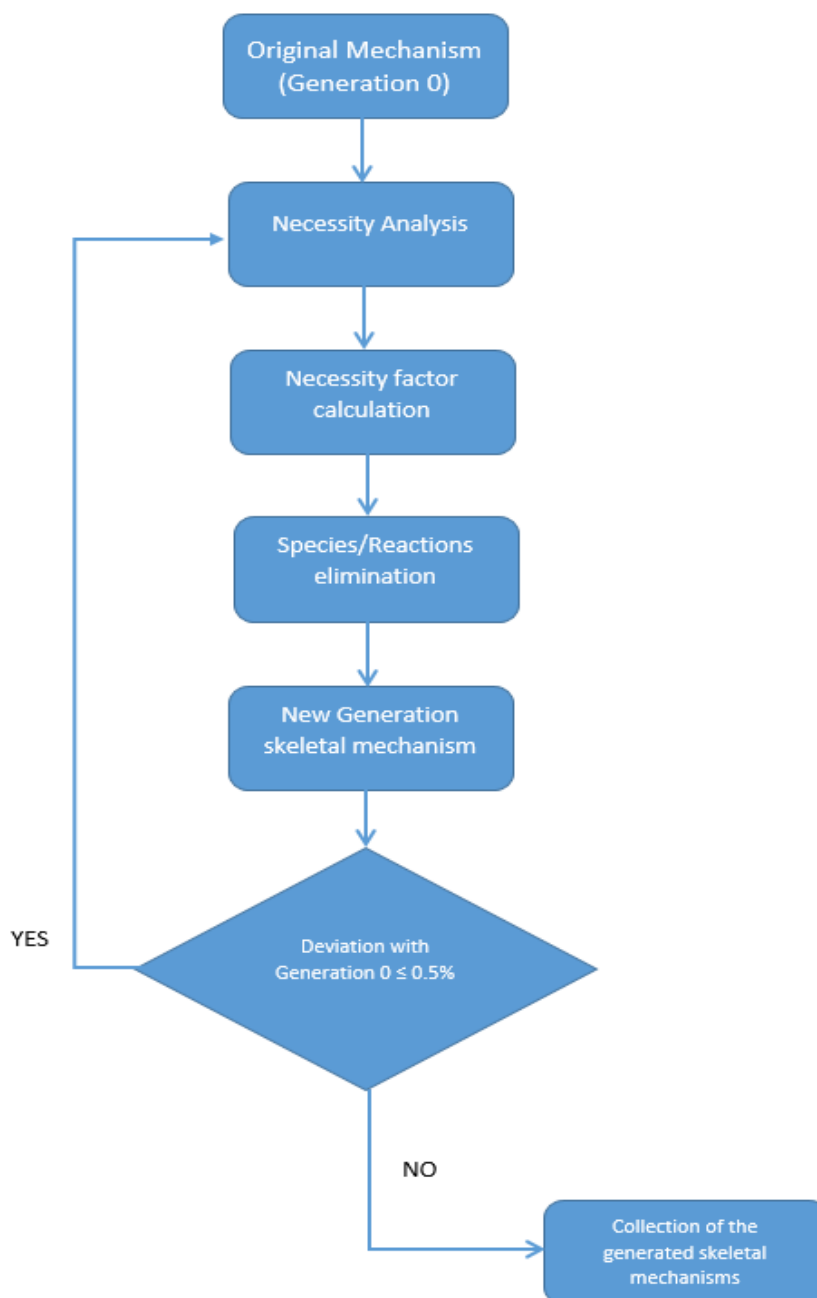 Original Mechanism
(Generation 0)
Necessity Analysis
Necessity factor
calculation
Species/Reactions
elimination
New Generation
skeletal mechanism
Deviation with
Generation 0 ≤ 0.5%
YES
NO
Collection of the
generated skeletal
mechanisms